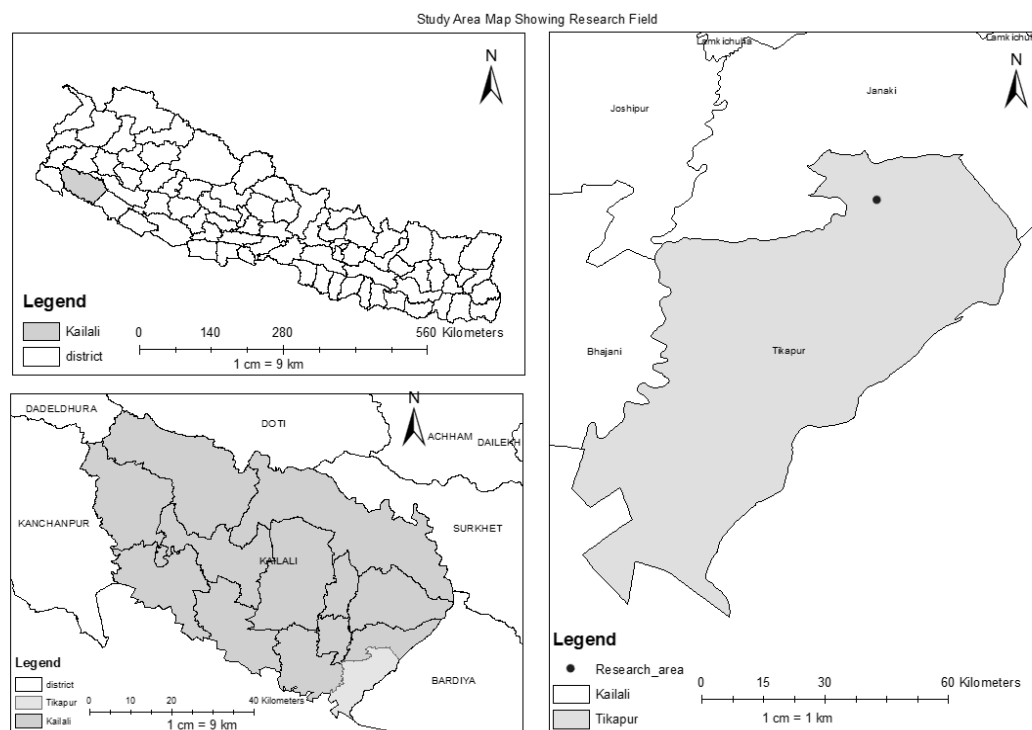 Study Area Map Showing Research Field
N
Legend
Kailali
district
0 140 280 560 Kilometers
1 cm = 9 km
N
DADELDHURA
DOTI
ACHHAM
DAILEKH
KANCHANPUR
SURKHET
KAILALI
BARDIYA
Legend
district
Tikapur
Kailali
0 10 20 40 Kilometers
1 cm = 9 km
Lamkichuha
Lamkichuh
N
Joshipur
Janaki
Bhajani
Tikapur
Legend
Research_area
Kailali
Tikapur
0 15 30 60 Kilometers
1 cm = 1 km